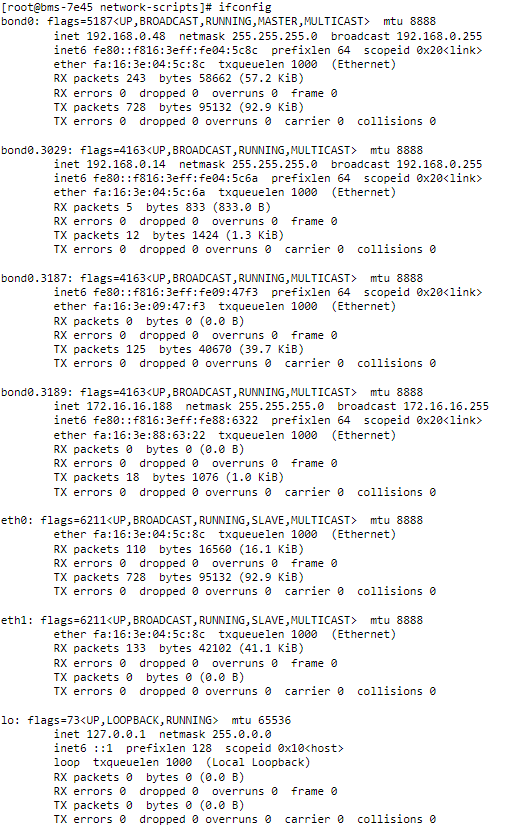 [root@bms-7e45 network-scripts]# ifconfig
bond0: flags=5187<UP,BROADCAST,RUNNING,MASTER,MULTICAST>  mtu 8888
        inet 192.168.0.48  netmask 255.255.255.0  broadcast 192.168.0.255
        inet6 fe80::f816:3eff:fe04:5c8c  prefixlen 64  scopeid 0x20<link>
        ether fa:16:3e:04:5c:8c  txqueuelen 1000  (Ethernet)
        RX packets 243  bytes 58662 (57.2 KiB)
        RX errors 0  dropped 0  overruns 0  frame 0
        TX packets 728  bytes 95132 (92.9 KiB)
        TX errors 0  dropped 0 overruns 0  carrier 0  collisions 0

bond0.3029: flags=4163<UP,BROADCAST,RUNNING,MULTICAST>  mtu 8888
        inet 192.168.0.14  netmask 255.255.255.0  broadcast 192.168.0.255
        inet6 fe80::f816:3eff:fe04:5c6a  prefixlen 64  scopeid 0x20<link>
        ether fa:16:3e:04:5c:6a  txqueuelen 1000  (Ethernet)
        RX packets 5  bytes 833 (833.0 B)
        RX errors 0  dropped 0  overruns 0  frame 0
        TX packets 12  bytes 1424 (1.3 KiB)
        TX errors 0  dropped 0 overruns 0  carrier 0  collisions 0

bond0.3187: flags=4163<UP,BROADCAST,RUNNING,MULTICAST>  mtu 8888
        inet6 fe80::f816:3eff:fe09:47f3  prefixlen 64  scopeid 0x20<link>
        ether fa:16:3e:09:47:f3  txqueuelen 1000  (Ethernet)
        RX packets 0  bytes 0 (0.0 B)
        RX errors 0  dropped 0  overruns 0  frame 0
        TX packets 125  bytes 40670 (39.7 KiB)
        TX errors 0  dropped 0 overruns 0  carrier 0  collisions 0

bond0.3189: flags=4163<UP,BROADCAST,RUNNING,MULTICAST>  mtu 8888
        inet 172.16.16.188  netmask 255.255.255.0  broadcast 172.16.16.255
        inet6 fe80::f816:3eff:fe88:6322  prefixlen 64  scopeid 0x20<link>
        ether fa:16:3e:88:63:22  txqueuelen 1000  (Ethernet)
        RX packets 0  bytes 0 (0.0 B)
        RX errors 0  dropped 0  overruns 0  frame 0
        TX packets 18  bytes 1076 (1.0 KiB)
        TX errors 0  dropped 0 overruns 0  carrier 0  collisions 0

eth0: flags=6211<UP,BROADCAST,RUNNING,SLAVE,MULTICAST>  mtu 8888
        ether fa:16:3e:04:5c:8c  txqueuelen 1000  (Ethernet)
        RX packets 110  bytes 16560 (16.1 KiB)
        RX errors 0  dropped 0  overruns 0  frame 0
        TX packets 728  bytes 95132 (92.9 KiB)
        TX errors 0  dropped 0 overruns 0  carrier 0  collisions 0

eth1: flags=6211<UP,BROADCAST,RUNNING,SLAVE,MULTICAST>  mtu 8888
        ether fa:16:3e:04:5c:8c  txqueuelen 1000  (Ethernet)
        RX packets 133  bytes 42102 (41.1 KiB)
        RX errors 0  dropped 0  overruns 0  frame 0
        TX packets 0  bytes 0 (0.0 B)
        TX errors 0  dropped 0 overruns 0  carrier 0  collisions 0

lo: flags=73<UP,LOOPBACK,RUNNING>  mtu 65536
        inet 127.0.0.1  netmask 255.0.0.0
        inet6 ::1  prefixlen 128  scopeid 0x10<host>
        loop  txqueuelen 1000  (Local Loopback)
        RX packets 0  bytes 0 (0.0 B)
        RX errors 0  dropped 0  overruns 0  frame 0
        TX packets 0  bytes 0 (0.0 B)
        TX errors 0  dropped 0 overruns 0  carrier 0  collisions 0